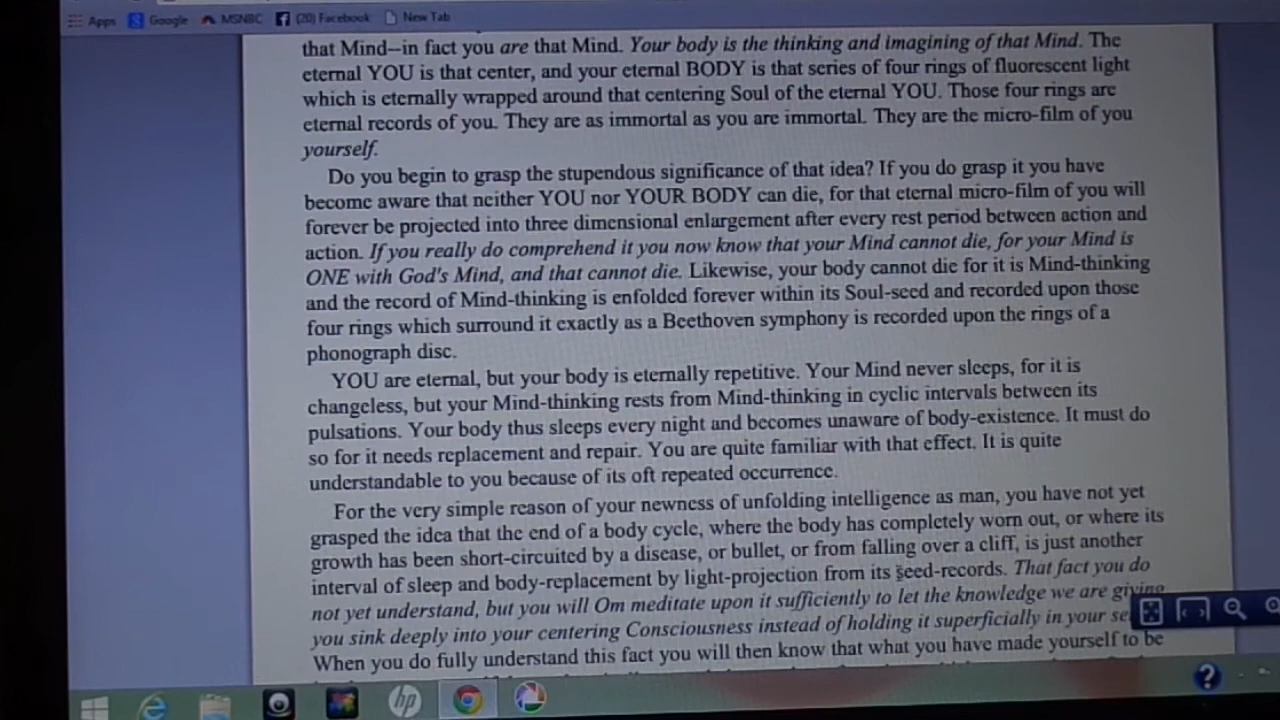 Apps Google MSNBC (20) Facebook New Tab
that Mind–in fact you are that Mind. Your body is the thinking and imagining of that Mind. The
eternal YOU is that center, and your eternal BODY is that series of four rings of fluorescent light
which is eternally wrapped around that centering Soul of the eternal YOU. Those four rings are
eternal records of you. They are as immortal as you are immortal. They are the micro-film of you
yourself.
Do you begin to grasp the stupendous significance of that idea? If you do grasp it you have
become aware that neither YOU nor YOUR BODY can die, for that eternal micro-film of you will
forever be projected into three dimensional enlargement after every rest period between action and
action. If you really do comprehend it you now know that your Mind cannot die, for your Mind is
ONE with God's Mind, and that cannot die. Likewise, your body cannot die for it is Mind-thinking
and the record of Mind-thinking is enfolded forever within its Soul-seed and recorded upon those
four rings which surround it exactly as a Beethoven symphony is recorded upon the rings of a
phonograph disc.
YOU are eternal, but your body is eternally repetitive. Your Mind never sleeps, for it is
changeless, but your Mind-thinking rests from Mind-thinking in cyclic intervals between its
pulsations. Your body thus sleeps every night and becomes unaware of body-existence. It must do
so for it needs replacement and repair. You are quite familiar with that effect. It is quite
understandable to you because of its oft repeated occurrence.
For the very simple reason of your newness of unfolding intelligence as man, you have not yet
grasped the idea that the end of a body cycle, where the body has completely worn out, or where its
growth has been short-circuited by a disease, or bullet, or from falling over a cliff, is just another
interval of sleep and body-replacement by light-projection from its seed-records. That fact you do
not yet understand, but you will Om meditate upon it sufficiently to let the knowledge we are giving
you sink deeply into your centering Consciousness instead of holding it superficially in your
When you do fully understand this fact you will then know that what you have made yourself to be
hp
?